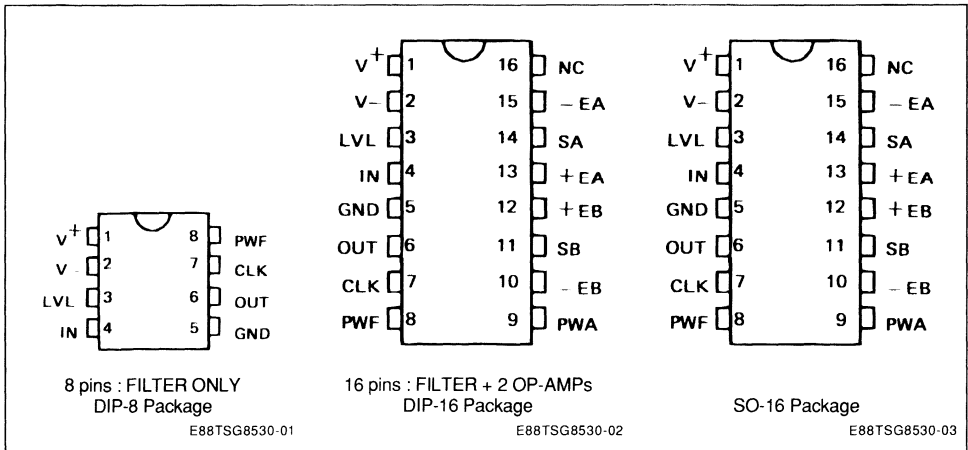 V+ 1 8 PWF
V- 2 7 CLK
LVL 3 6 OUT
IN 4 5 GND
8 pins : FILTER ONLY
DIP-8 Package
E88TSG8530-01
V+ 1 16 NC
V- 2 15 - EA
LVL 3 14 SA
IN 4 13 + EA
GND 5 12 + EB
OUT 6 11 SB
CLK 7 10 - EB
PWF 8 9 PWA
16 pins : FILTER + 2 OP-AMPs
DIP-16 Package
E88TSG8530-02
V+ 1 16 NC
V- 2 15 - EA
LVL 3 14 SA
IN 4 13 + EA
GND 5 12 + EB
OUT 6 11 SB
CLK 7 10 - EB
PWF 8 9 PWA
SO-16 Package
E88TSG8530-03